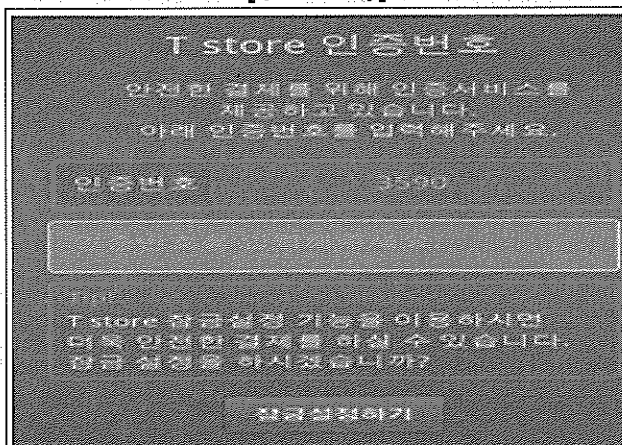 T store 인증번호
안전한 결제를 위해 인증서비스를
제공하고 있습니다.
아래 인증번호를 입력해주세요.
인증번호 3590
T store 잠금설정 기능을 이용하시면
더욱 안전한 결제를 하실 수 있습니다.
잠금 설정을 하시겠습니까?
잠금설정하기